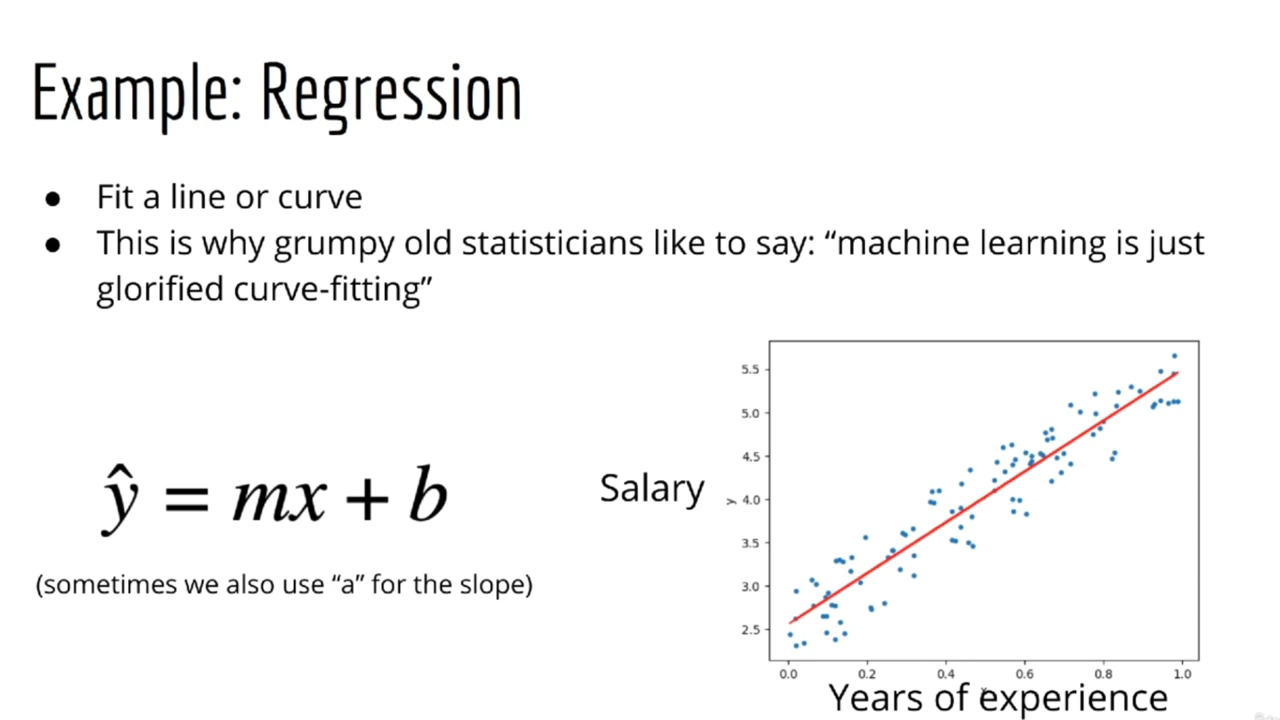 Example: Regression
● Fit a line or curve
● This is why grumpy old statisticians like to say: “machine learning is just
glorified curve-fitting”
ŷ = mx + b
(sometimes we also use “a” for the slope)
Salary
y
5.5
5.0
4.5
4.0
3.5
3.0
2.5
0.0 0.2 0.4 0.6 0.8 1.0
x
Years of experience